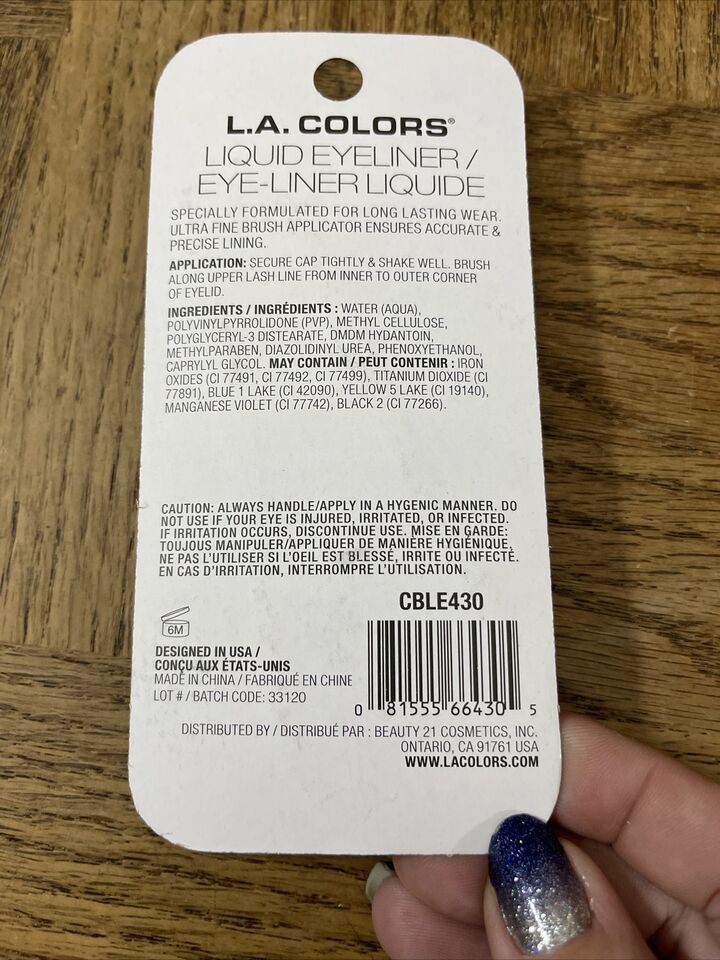 L.A. COLORS®
LIQUID EYELINER /
EYE-LINER LIQUIDE
SPECIALLY FORMULATED FOR LONG LASTING WEAR.
ULTRA FINE BRUSH APPLICATOR ENSURES ACCURATE &
PRECISE LINING.
APPLICATION: SECURE CAP TIGHTLY & SHAKE WELL. BRUSH
ALONG UPPER LASH LINE FROM INNER TO OUTER CORNER
OF EYELID.
INGREDIENTS / INGRÉDIENTS : WATER (AQUA),
POLYVINYLPYRROLIDONE (PVP), METHYL CELLULOSE,
POLYGLYCERYL-3 DISTEARATE, DMDM HYDANTOIN,
METHYLPARABEN, DIAZOLIDINYL UREA, PHENOXYETHANOL,
CAPRYLYL GLYCOL. MAY CONTAIN / PEUT CONTENIR : IRON
OXIDES (CI 77491, CI 77492, CI 77499), TITANIUM DIOXIDE (CI
77891), BLUE 1 LAKE (CI 42090), YELLOW 5 LAKE (CI 19140),
MANGANESE VIOLET (CI 77742), BLACK 2 (CI 77266).
CAUTION: ALWAYS HANDLE/APPLY IN A HYGENIC MANNER. DO
NOT USE IF YOUR EYE IS INJURED, IRRITATED, OR INFECTED.
IF IRRITATION OCCURS, DISCONTINUE USE. MISE EN GARDE:
TOUJOUS MANIPULER/APPLIQUER DE MANIÈRE HYGIÉNIQUE,
NE PAS L'UTILISER SI L'OEIL EST BLESSÉ, IRRITE OU INFECTÉ.
EN CAS D'IRRITATION, INTERROMPRE L'UTILISATION.
CBLE430
6M
DESIGNED IN USA /
CONÇU AUX ÉTATS-UNIS
MADE IN CHINA / FABRIQUÉ EN CHINE
LOT # / BATCH CODE: 33120
0 81555 66430 5
DISTRIBUTED BY / DISTRIBUÉ PAR : BEAUTY 21 COSMETICS, INC.
ONTARIO, CA 91761 USA
WWW.LACOLORS.COM